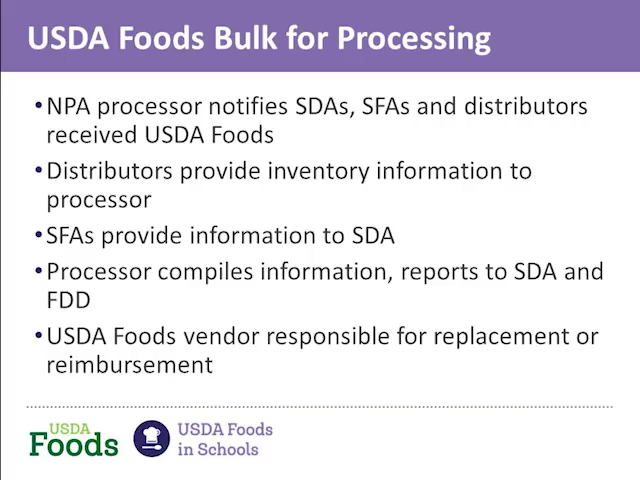 USDA Foods Bulk for Processing
•NPA processor notifies SDAs, SFAs and distributors
received USDA Foods
•Distributors provide inventory information to
processor
•SFAs provide information to SDA
•Processor compiles information, reports to SDA and
FDD
•USDA Foods vendor responsible for replacement or
reimbursement
USDA
Foods
USDA Foods
in Schools